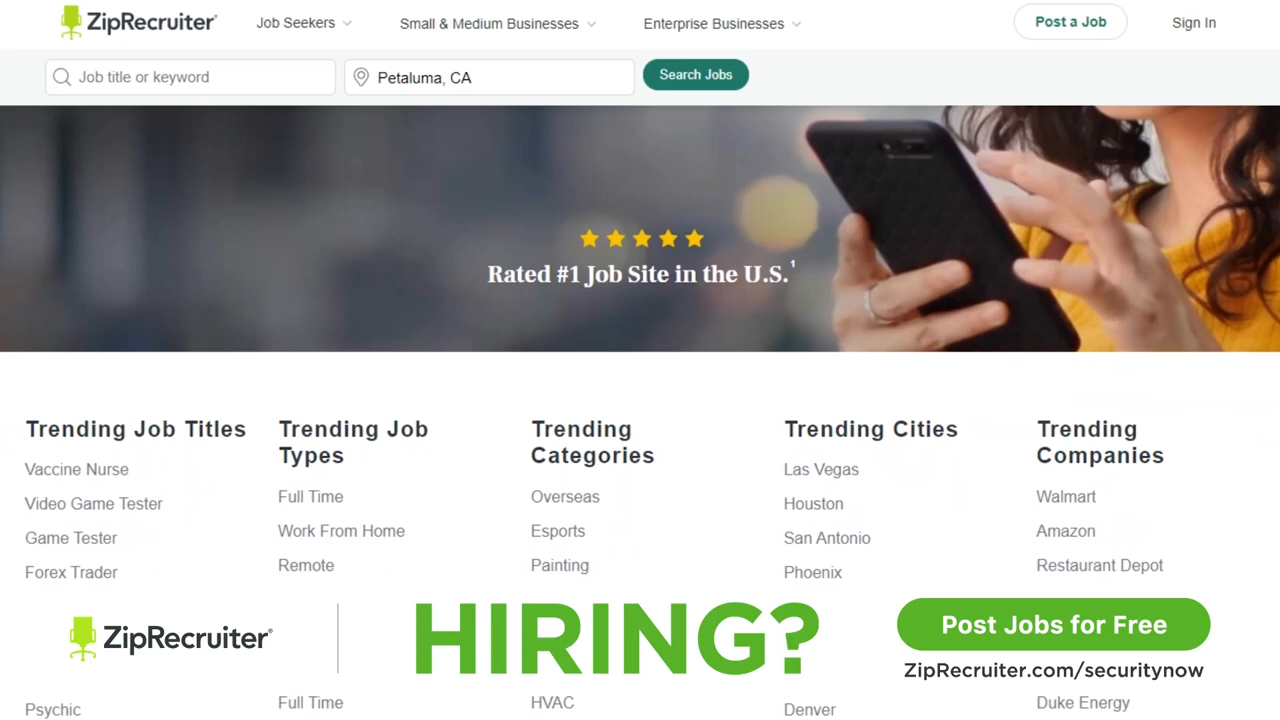 ZipRecruiter®
Job Seekers
Small & Medium Businesses
Enterprise Businesses
Post a Job
Sign In
Job title or keyword
Petaluma, CA
Search Jobs
Rated #1 Job Site in the U.S.¹
Trending Job Titles
Vaccine Nurse
Video Game Tester
Game Tester
Forex Trader
Psychic
Trending Job
Types
Full Time
Work From Home
Remote
Full Time
Trending
Categories
Overseas
Esports
Painting
HVAC
Trending Cities
Las Vegas
Houston
San Antonio
Phoenix
Denver
Trending
Companies
Walmart
Amazon
Restaurant Depot
Duke Energy
ZipRecruiter®
HIRING?
Post Jobs for Free
ZipRecruiter.com/securitynow